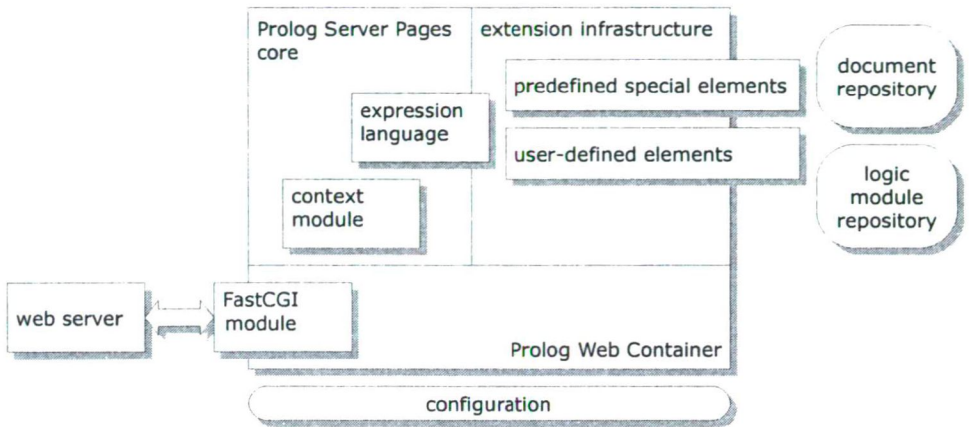 Prolog Server Pages
core
extension infrastructure
predefined special elements
document
repository
expression
language
user-defined elements
context
module
logic
module
repository
web server
FastCGI
module
Prolog Web Container
configuration